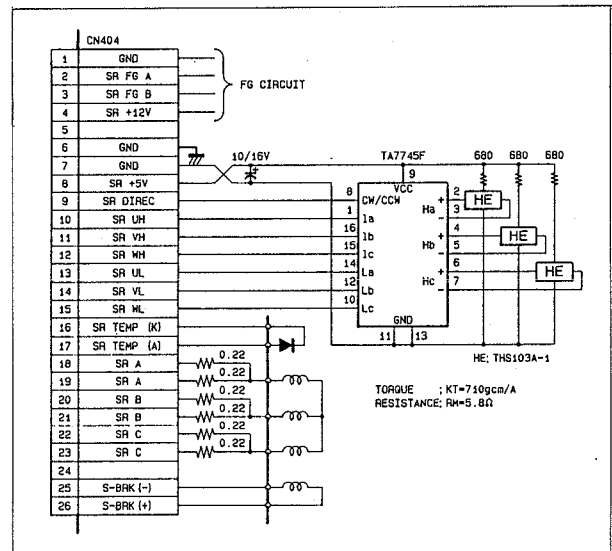 CN404
1 GND
2 SR FG A
3 SR FG B
4 SR +12V
FG CIRCUIT
5
6 GND
7 GND
8 SR +5V
9 SR DIREC
10 SR UH
11 SR VH
12 SR WH
13 SR UL
14 SR VL
15 SR WL
16 SR TEMP (K)
17 SR TEMP (A)
18 SR A
19 SR A
20 SR B
21 SR B
22 SR C
23 SR C
24
25 S-BRK (-)
26 S-BRK (+)
0.22
0.22
0.22
0.22
0.22
0.22
10/16V
+
TA7745F
9
VCC
8 CW/CCW
1 Ia
16 Ib
15 Ic
14 La
12 Lb
10 Lc
Ha + 2
- 3
Hb + 4
- 5
Hc + 6
- 7
GND
11 13
680 680 680
HE
HE
HE
HE; THS103A-1
TORQUE ; KT=710gcm/A
RESISTANCE; RM=5.8Ω